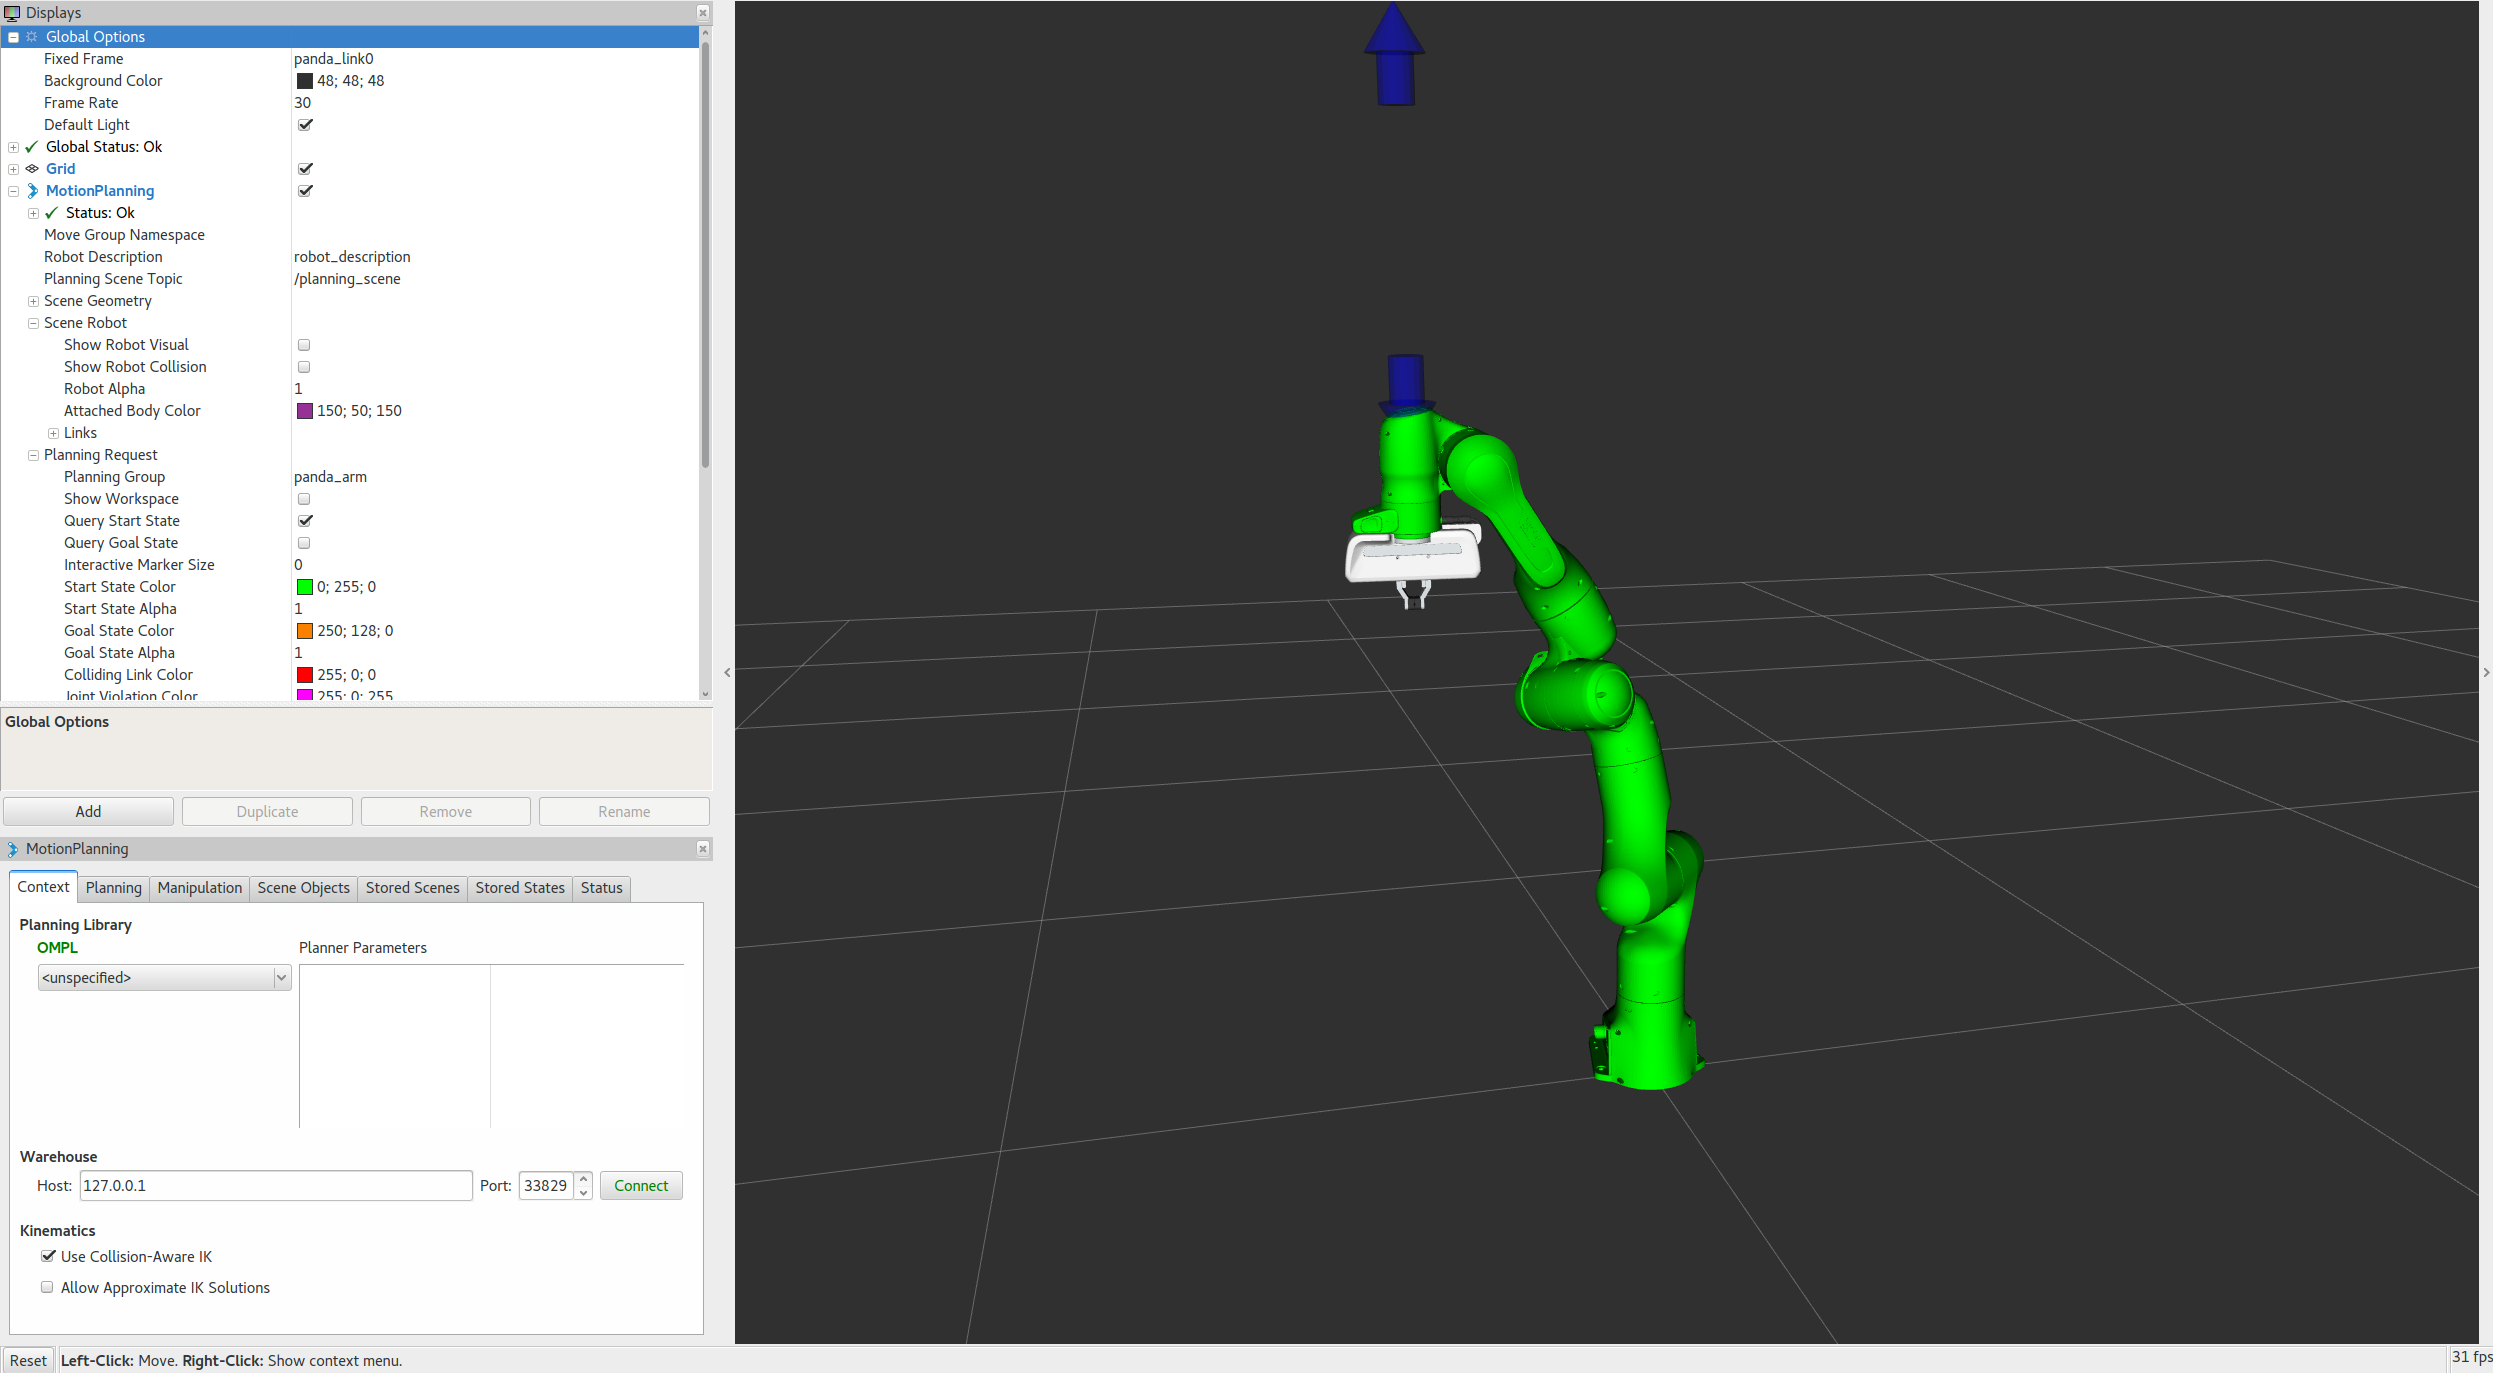 Displays
Global Options
Fixed Frame panda_link0
Background Color 48; 48; 48
Frame Rate 30
Default Light
Global Status: Ok
Grid
MotionPlanning
Status: Ok
Move Group Namespace
Robot Description robot_description
Planning Scene Topic /planning_scene
Scene Geometry
Scene Robot
Show Robot Visual
Show Robot Collision
Robot Alpha 1
Attached Body Color 150; 50; 150
Links
Planning Request
Planning Group panda_arm
Show Workspace
Query Start State
Query Goal State
Interactive Marker Size 0
Start State Color 0; 255; 0
Start State Alpha 1
Goal State Color 250; 128; 0
Goal State Alpha 1
Colliding Link Color 255; 0; 0
Joint Violation Color 255; 0; 255
Global Options
Add Duplicate Remove Rename
MotionPlanning
Context Planning Manipulation Scene Objects Stored Scenes Stored States Status
Planning Library
OMPL Planner Parameters
<unspecified>
Warehouse
Host: 127.0.0.1 Port: 33829 Connect
Kinematics
Use Collision-Aware IK
Allow Approximate IK Solutions
Reset Left-Click: Move. Right-Click: Show context menu. 31 fps